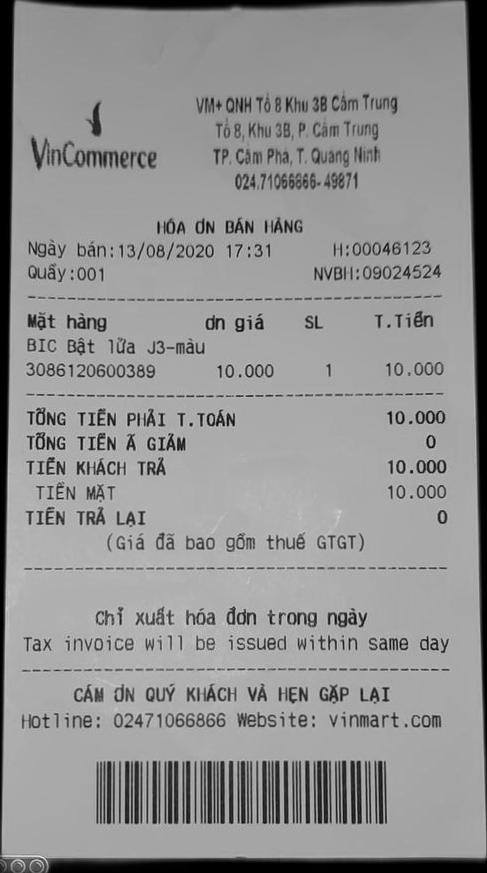 VinCommerce
VM+ QNH Tổ 8 Khu 3B Cẩm Trung
Tổ 8, Khu 3B, P. Cẩm Trung
TP. Cẩm Phả, T. Quảng Ninh
024.71066866-49871
HÓA ƠN BÁN HÀNG
Ngày bán:13/08/2020 17:31 H:00046123
Quầy:001 NVBH:09024524
Mặt hàng ơn giá SL T.Tiền
BIC Bật lửa J3-màu
3086120600389 10.000 1 10.000
TỔNG TIỀN PHẢI T.TOÁN 10.000
TỔNG TIỀN Ã GIẢM 0
TIỀN KHÁCH TRẢ 10.000
TIỀN MẶT 10.000
TIỀN TRẢ LẠI 0
(Giá đã bao gồm thuế GTGT)
Chỉ xuất hóa đơn trong ngày
Tax invoice will be issued within same day
CÁM ƠN QUÝ KHÁCH VÀ HẸN GẶP LẠI
Hotline: 02471066866 Website: vinmart.com